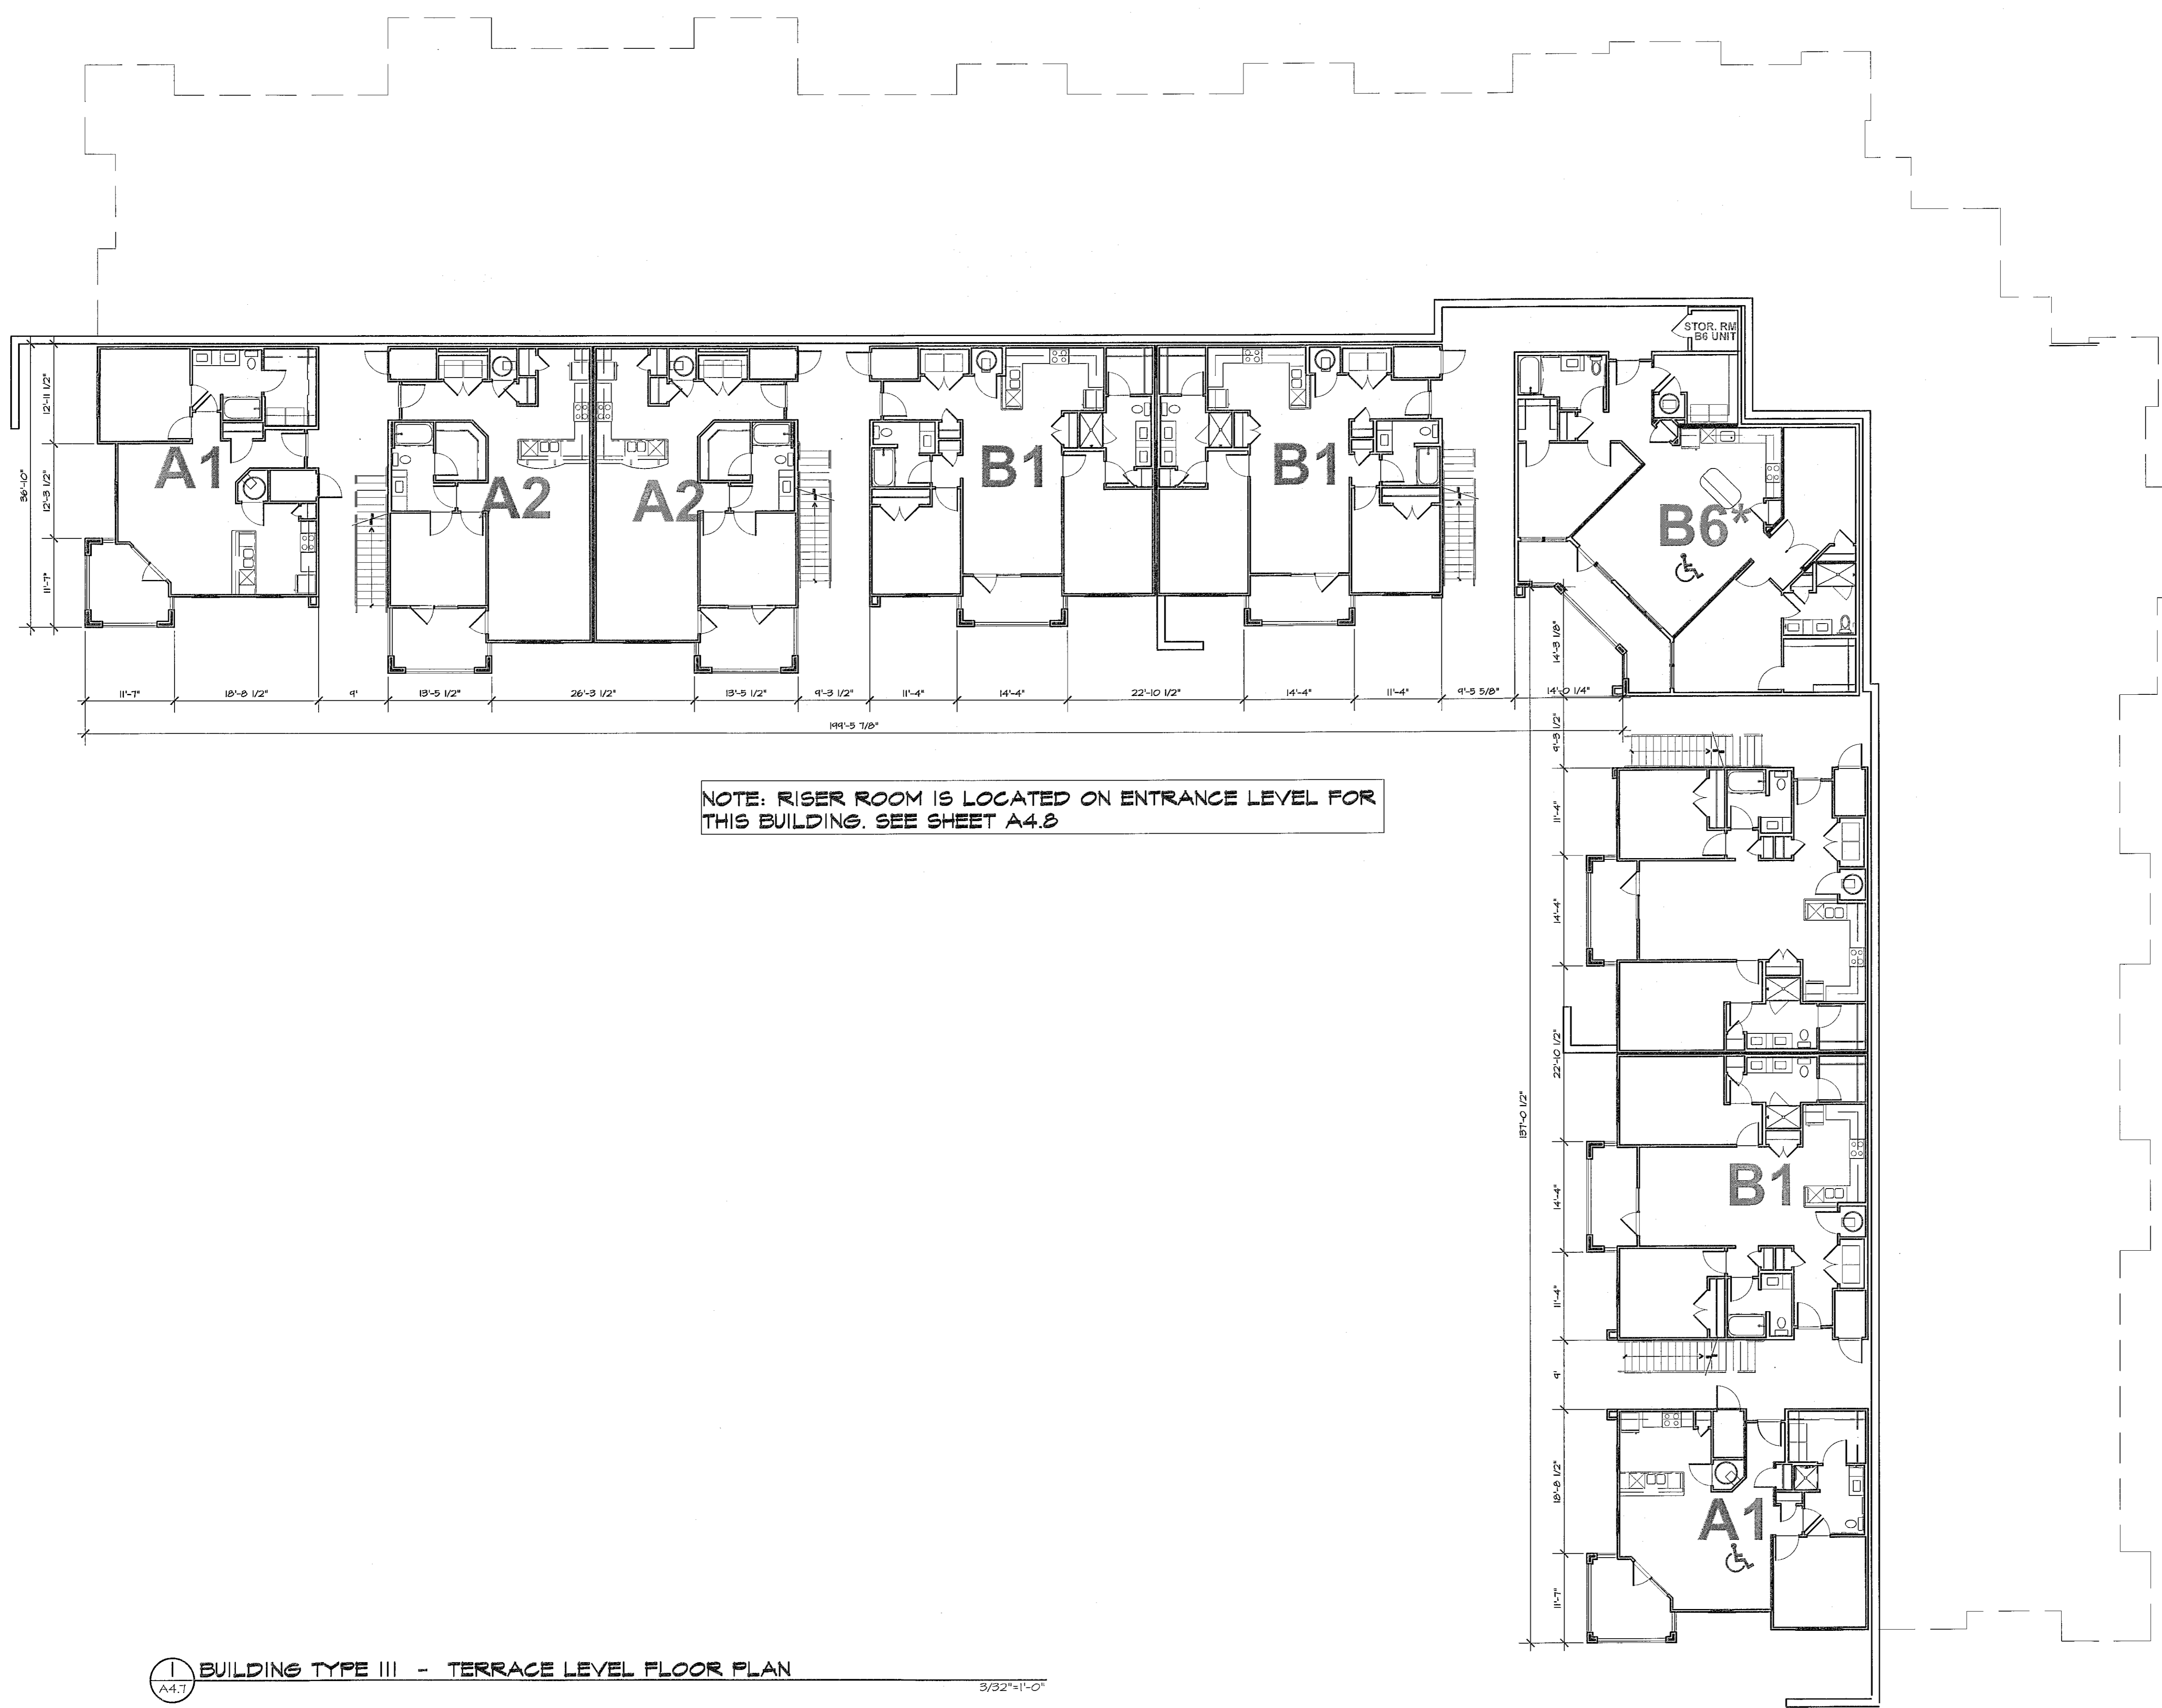 STOR. RM
B6 UNIT
A1
A2
A2
B1
B1
B6*
36'-10"
12'-11 1/2"
12'-3 1/2"
11'-7"
11'-7"
18'-8 1/2"
9'
13'-5 1/2"
26'-3 1/2"
13'-5 1/2"
9'-3 1/2"
11'-4"
14'-4"
22'-10 1/2"
14'-4"
11'-4"
9'-5 5/8"
14'-0 1/4"
199'-5 7/8"
14'-3 1/8"
9'-3 1/2"
11'-4"
14'-4"
22'-10 1/2"
137'-0 1/2"
14'-4"
11'-4"
9'
18'-8 1/2"
11'-7"
NOTE: RISER ROOM IS LOCATED ON ENTRANCE LEVEL FOR
THIS BUILDING. SEE SHEET A4.8
B1
A1
1
A4.7
BUILDING TYPE III - TERRACE LEVEL FLOOR PLAN
3/32"=1'-0"